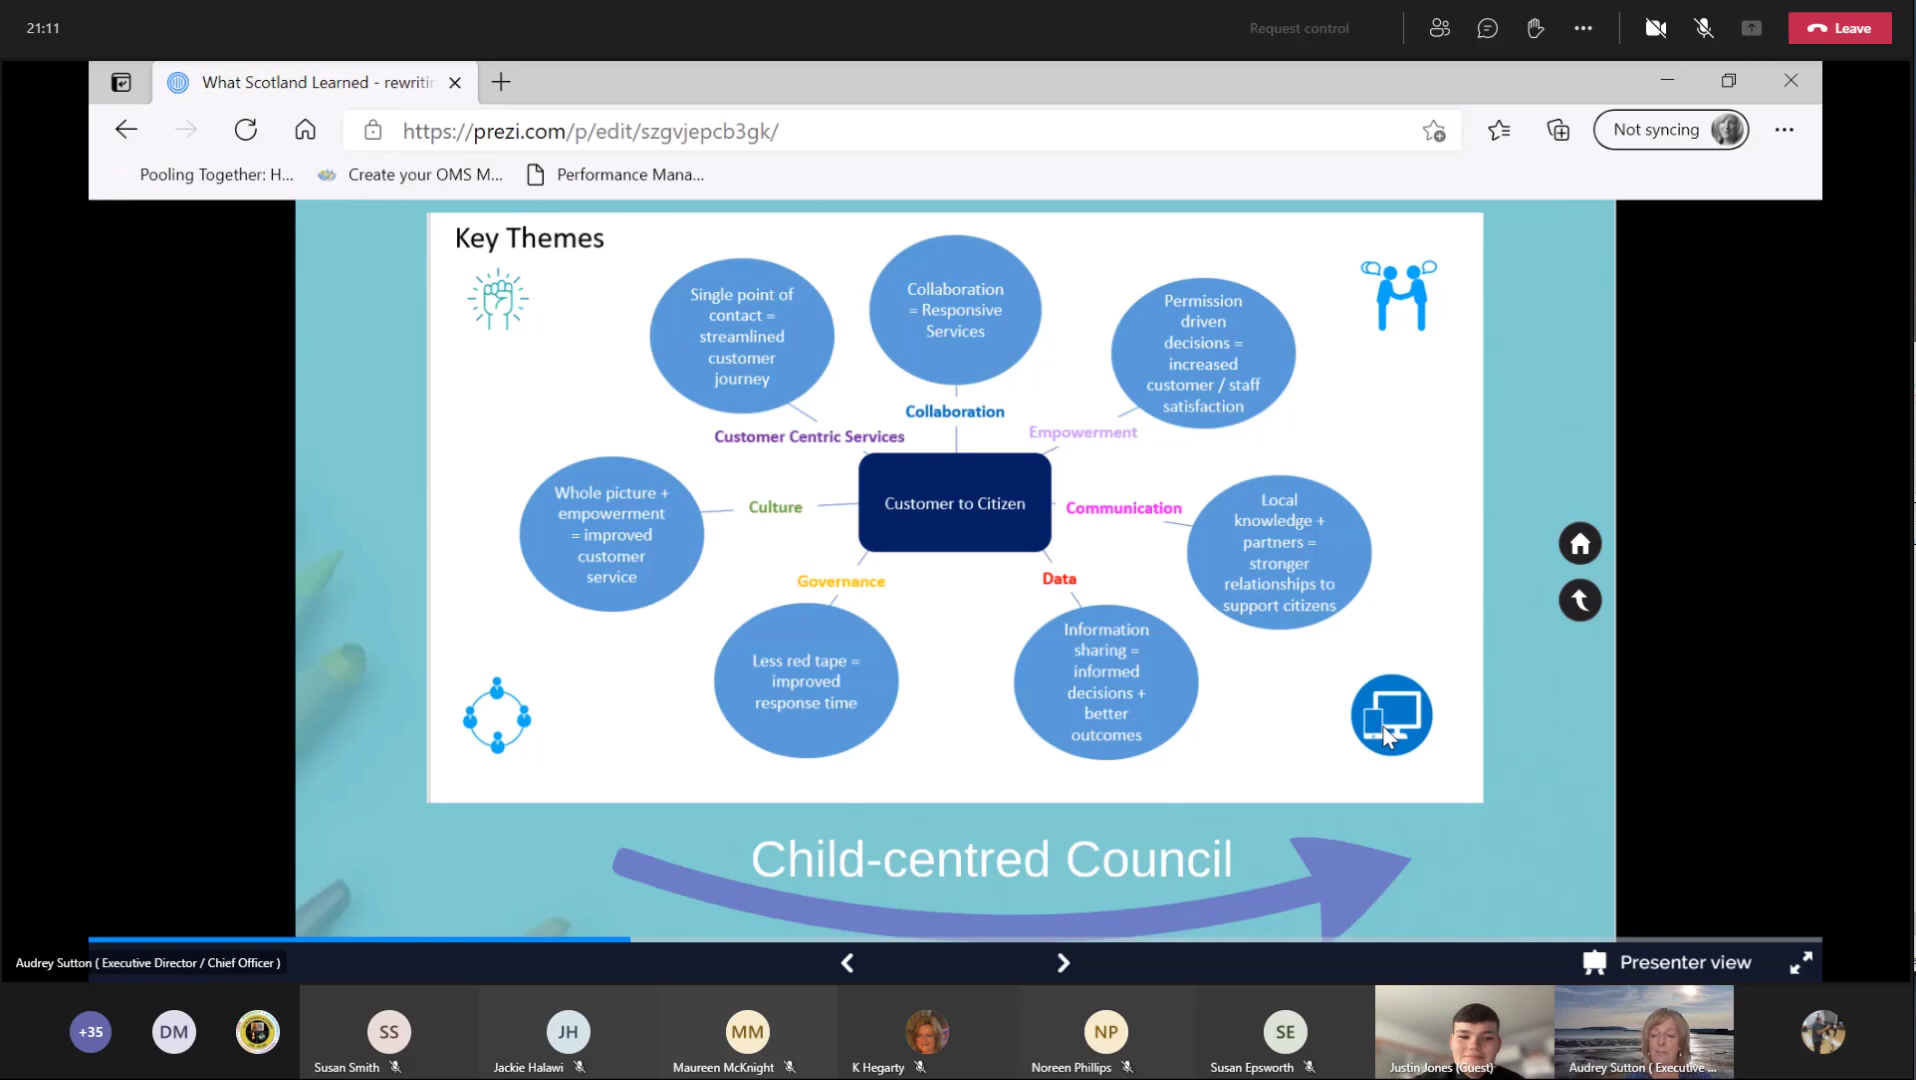 21:11
Request control
Leave
What Scotland Learned - rewritin
https://prezi.com/p/edit/szgvjepcb3gk/
Not syncing
Pooling Together: H...
Create your OMS M...
Performance Mana...
Key Themes
Single point of
contact =
streamlined
customer
journey
Collaboration
= Responsive
Services
Permission
driven
decisions =
increased
customer / staff
satisfaction
Customer Centric Services
Collaboration
Empowerment
Whole picture +
empowerment
= improved
customer
service
Culture
Customer to Citizen
Communication
Local
knowledge +
partners =
stronger
relationships to
support citizens
Governance
Data
Less red tape =
improved
response time
Information
sharing =
informed
decisions +
better
outcomes
Child-centred Council
Audrey Sutton ( Executive Director / Chief Officer )
Presenter view
+35
DM
SS
Susan Smith
JH
Jackie Halawi
MM
Maureen McKnight
K Hegarty
NP
Noreen Phillips
SE
Susan Epsworth
Justin Jones (Guest)
Audrey Sutton ( Executive ...